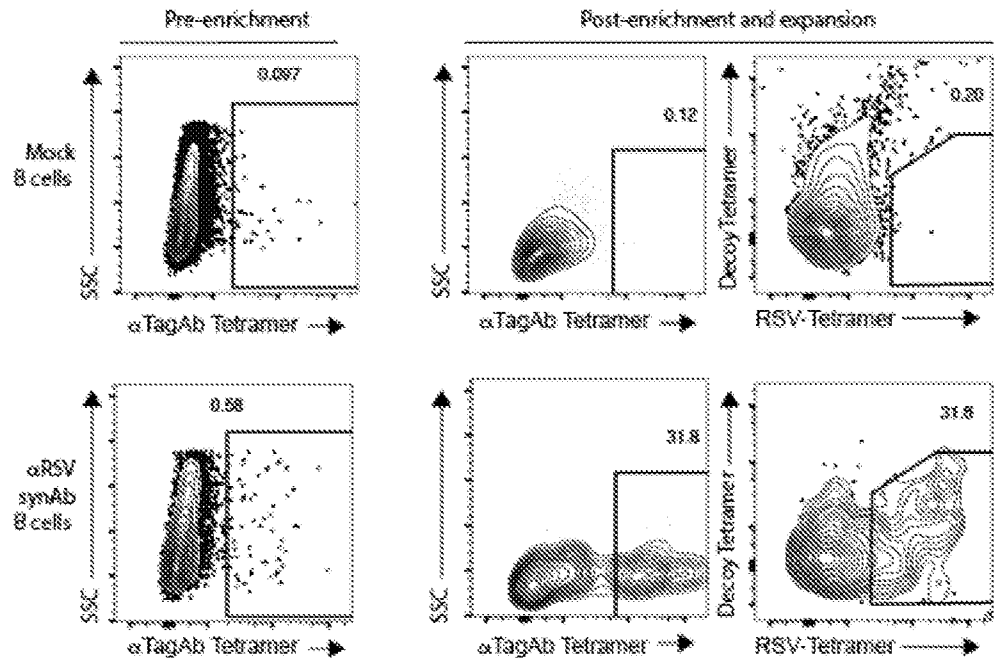 Pre-enrichment
Post-enrichment and expansion
Mock
B cells
SSC
0.097
αTagAb Tetramer
SSC
0.12
αTagAb Tetramer
Decoy Tetramer
0.20
RSV-Tetramer
αRSV
synAb
B cells
SSC
0.58
αTagAb Tetramer
SSC
31.8
αTagAb Tetramer
Decoy Tetramer
31.8
RSV-Tetramer